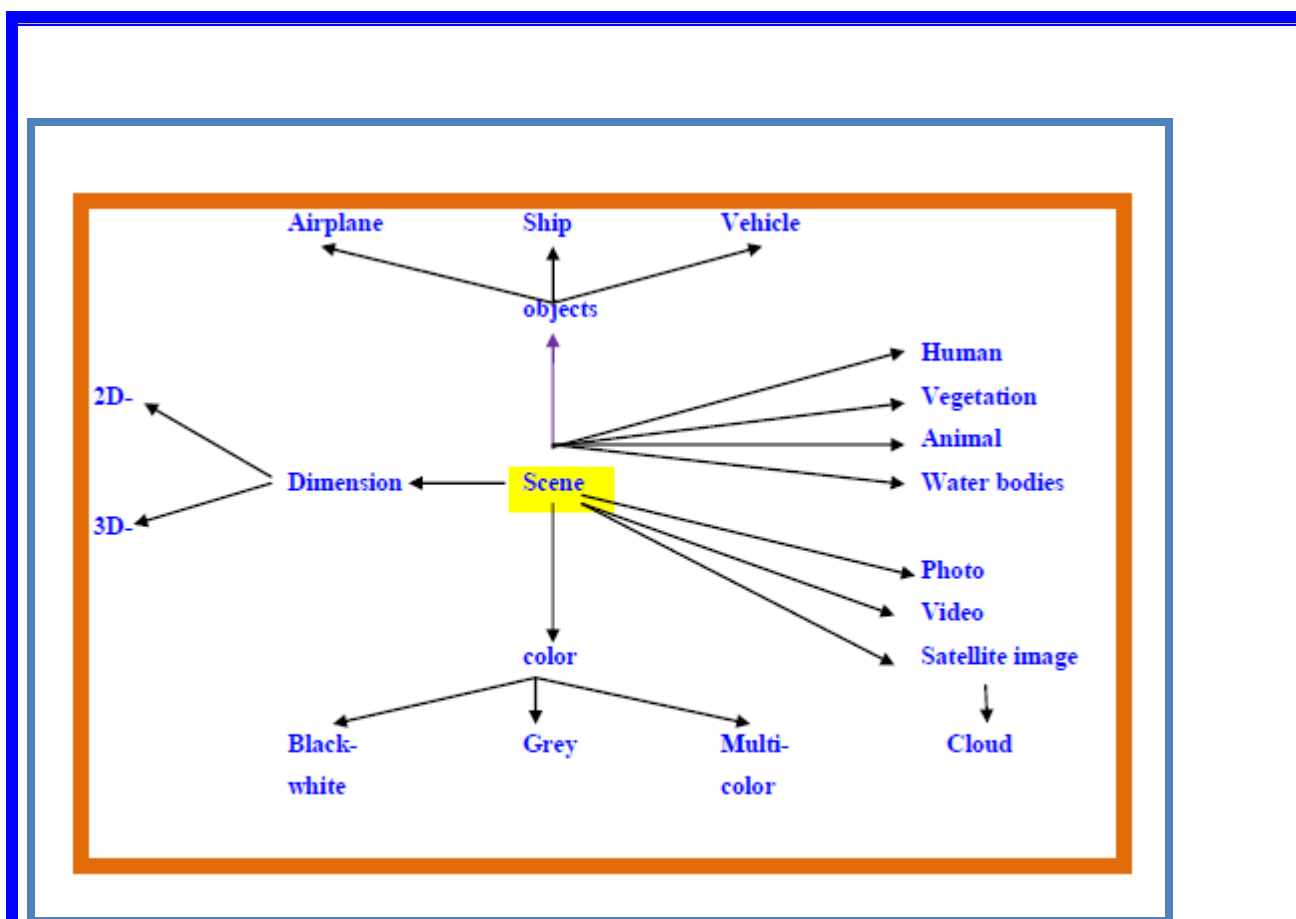 Airplane Ship Vehicle
objects
Human
2D- Vegetation
Animal
Dimension Scene Water bodies
3D-
Photo
Video
color Satellite image
Black- Grey Multi- Cloud
white color